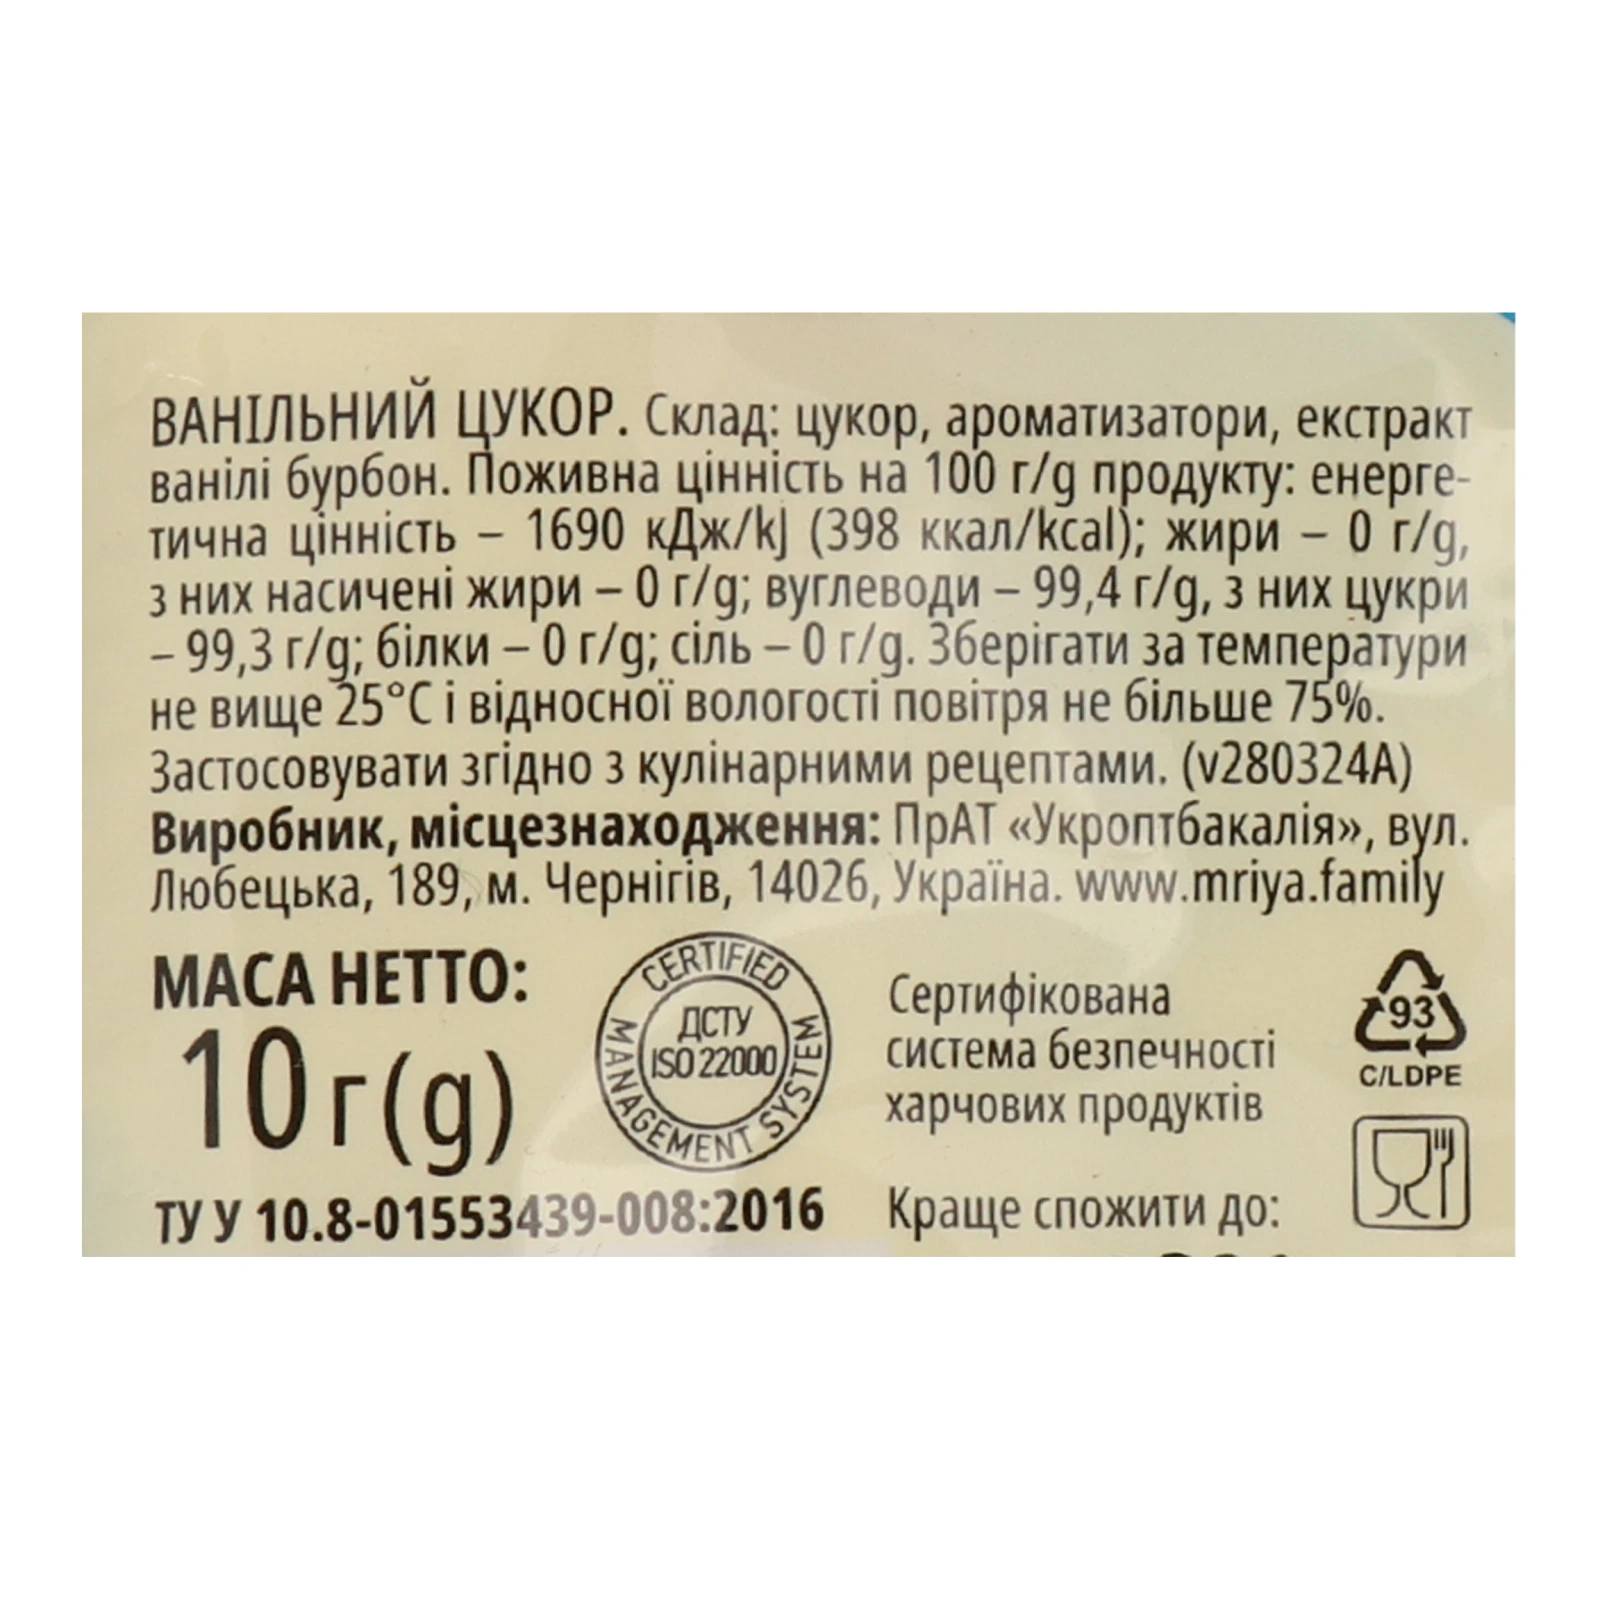 ВАНІЛЬНИЙ ЦУКОР. Склад: цукор, ароматизатори, екстракт
ванілі бурбон. Поживна цінність на 100 г/g продукту: енерге-
тична цінність – 1690 кДж/kJ (398 ккал/kcal); жири – 0 г/g,
з них насичені жири – 0 г/g; вуглеводи – 99,4 г/g, з них цукри
– 99,3 г/g; білки – 0 г/g; сіль – 0 г/g. Зберігати за температури
не вище 25°С і відносної вологості повітря не більше 75%.
Застосовувати згідно з кулінарними рецептами. (v280324A)
Виробник, місцезнаходження: ПрАТ «Укроптбакалія», вул.
Любецька, 189, м. Чернігів, 14026, Україна. www.mriya.family
МАСА НЕТТО:
10 г (g)
ТУ У 10.8-01553439-008:2016
CERTIFIED
ДСТУ
ISO 22000
MANAGEMENT SYSTEM
Сертифікована
система безпечності
харчових продуктів
Краще спожити до:
93
C/LDPE